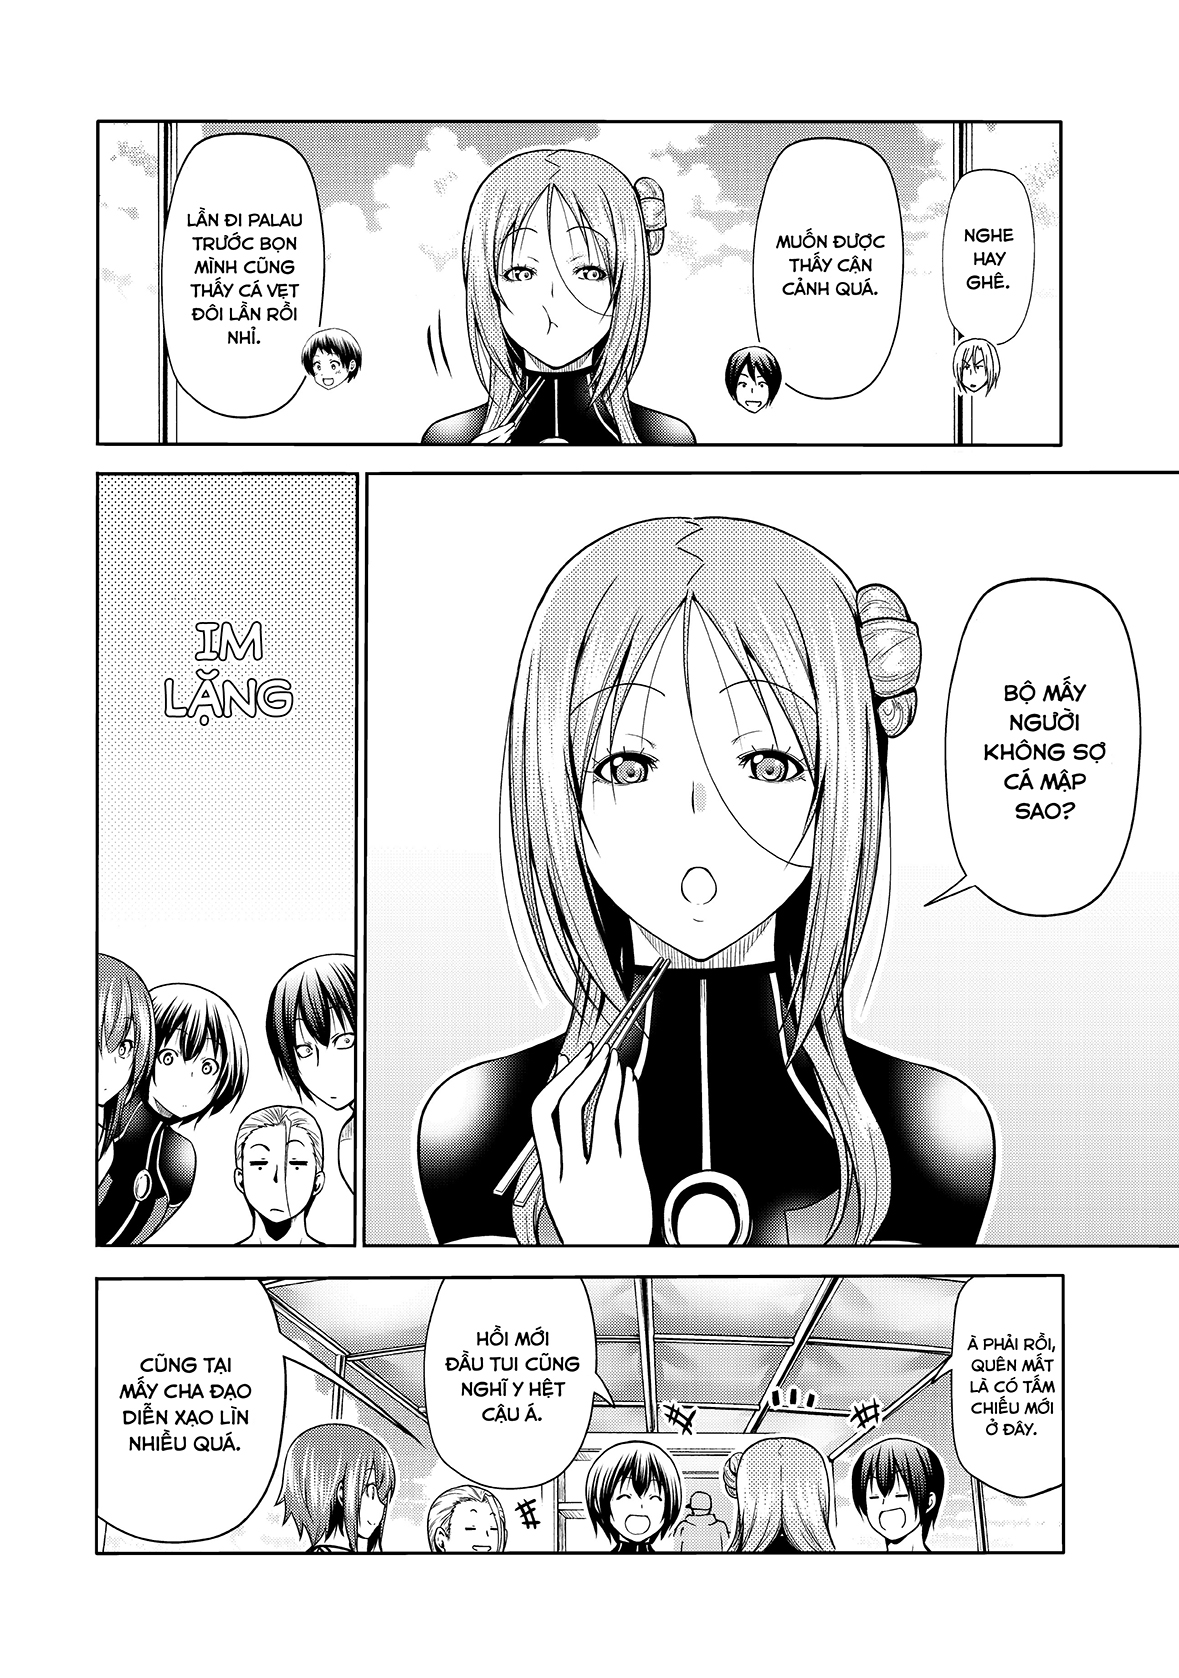 NGHE
HAY
GHÊ.
MUỐN ĐƯỢC
THẤY CẬN
CẢNH QUÁ.
LẦN ĐI PALAU
TRƯỚC BỌN
MÌNH CŨNG
THẤY CÁ VẸT
ĐÔI LẦN RỒI
NHỈ.
BỘ MẤY
NGƯỜI
KHÔNG SỢ
CÁ MẬP
SAO?
IM
LẶNG
À PHẢI RỒI,
QUÊN MẤT
LÀ CÓ TẤM
CHIẾU MỚI
Ở ĐÂY.
HỒI MỚI
ĐẦU TUI CŨNG
NGHĨ Y HỆT
CẬU Á.
CŨNG TẠI
MẤY CHA ĐẠO
DIỄN XẠO LÌN
NHIỀU QUÁ.